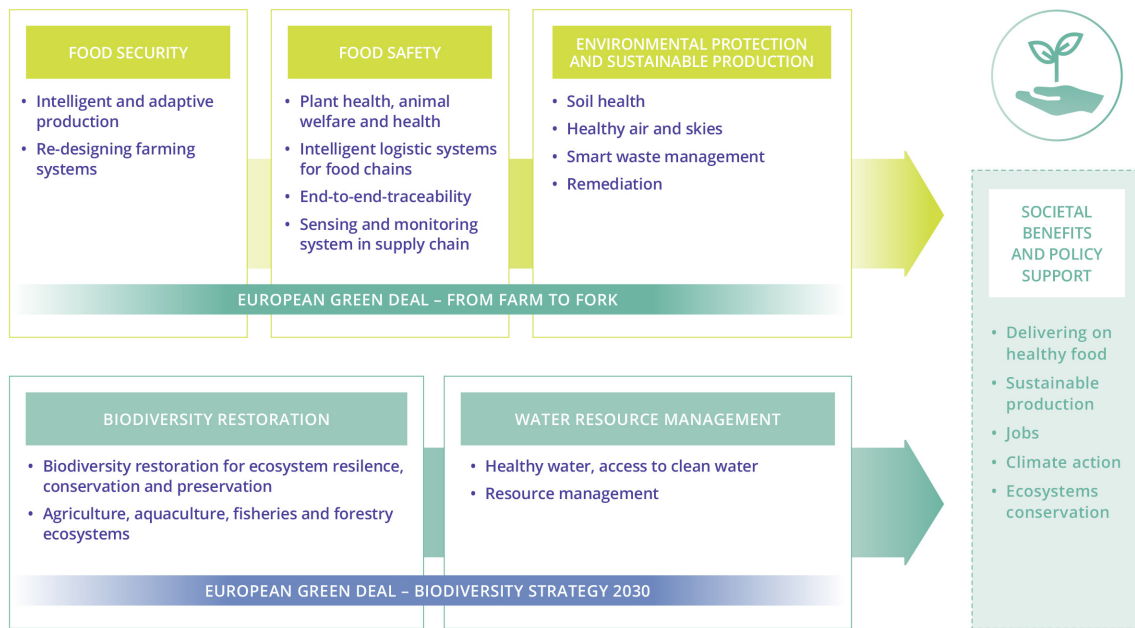 FOOD SECURITY
• Intelligent and adaptive
production
• Re-designing farming
systems
FOOD SAFETY
• Plant health, animal
welfare and health
• Intelligent logistic systems
for food chains
• End-to-end-traceability
• Sensing and monitoring
system in supply chain
ENVIRONMENTAL PROTECTION
AND SUSTAINABLE PRODUCTION
• Soil health
• Healthy air and skies
• Smart waste management
• Remediation
EUROPEAN GREEN DEAL – FROM FARM TO FORK
BIODIVERSITY RESTORATION
• Biodiversity restoration for ecosystem resilence,
conservation and preservation
• Agriculture, aquaculture, fisheries and forestry
ecosystems
WATER RESOURCE MANAGEMENT
• Healthy water, access to clean water
• Resource management
EUROPEAN GREEN DEAL – BIODIVERSITY STRATEGY 2030
SOCIETAL
BENEFITS
AND POLICY
SUPPORT
• Delivering on
healthy food
• Sustainable
production
• Jobs
• Climate action
• Ecosystems
conservation